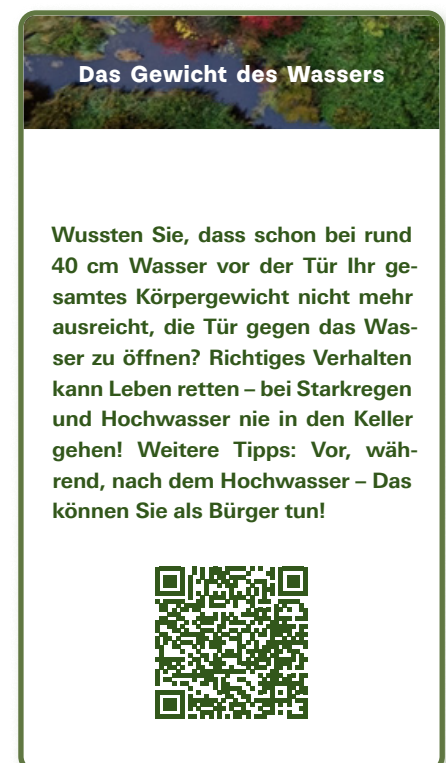 Das Gewicht des Wassers
Wussten Sie, dass schon bei rund
40 cm Wasser vor der Tür Ihr ge-
samtes Körpergewicht nicht mehr
ausreicht, die Tür gegen das Was-
ser zu öffnen? Richtiges Verhalten
kann Leben retten – bei Starkregen
und Hochwasser nie in den Keller
gehen! Weitere Tipps: Vor, wäh-
rend, nach dem Hochwasser – Das
können Sie als Bürger tun!